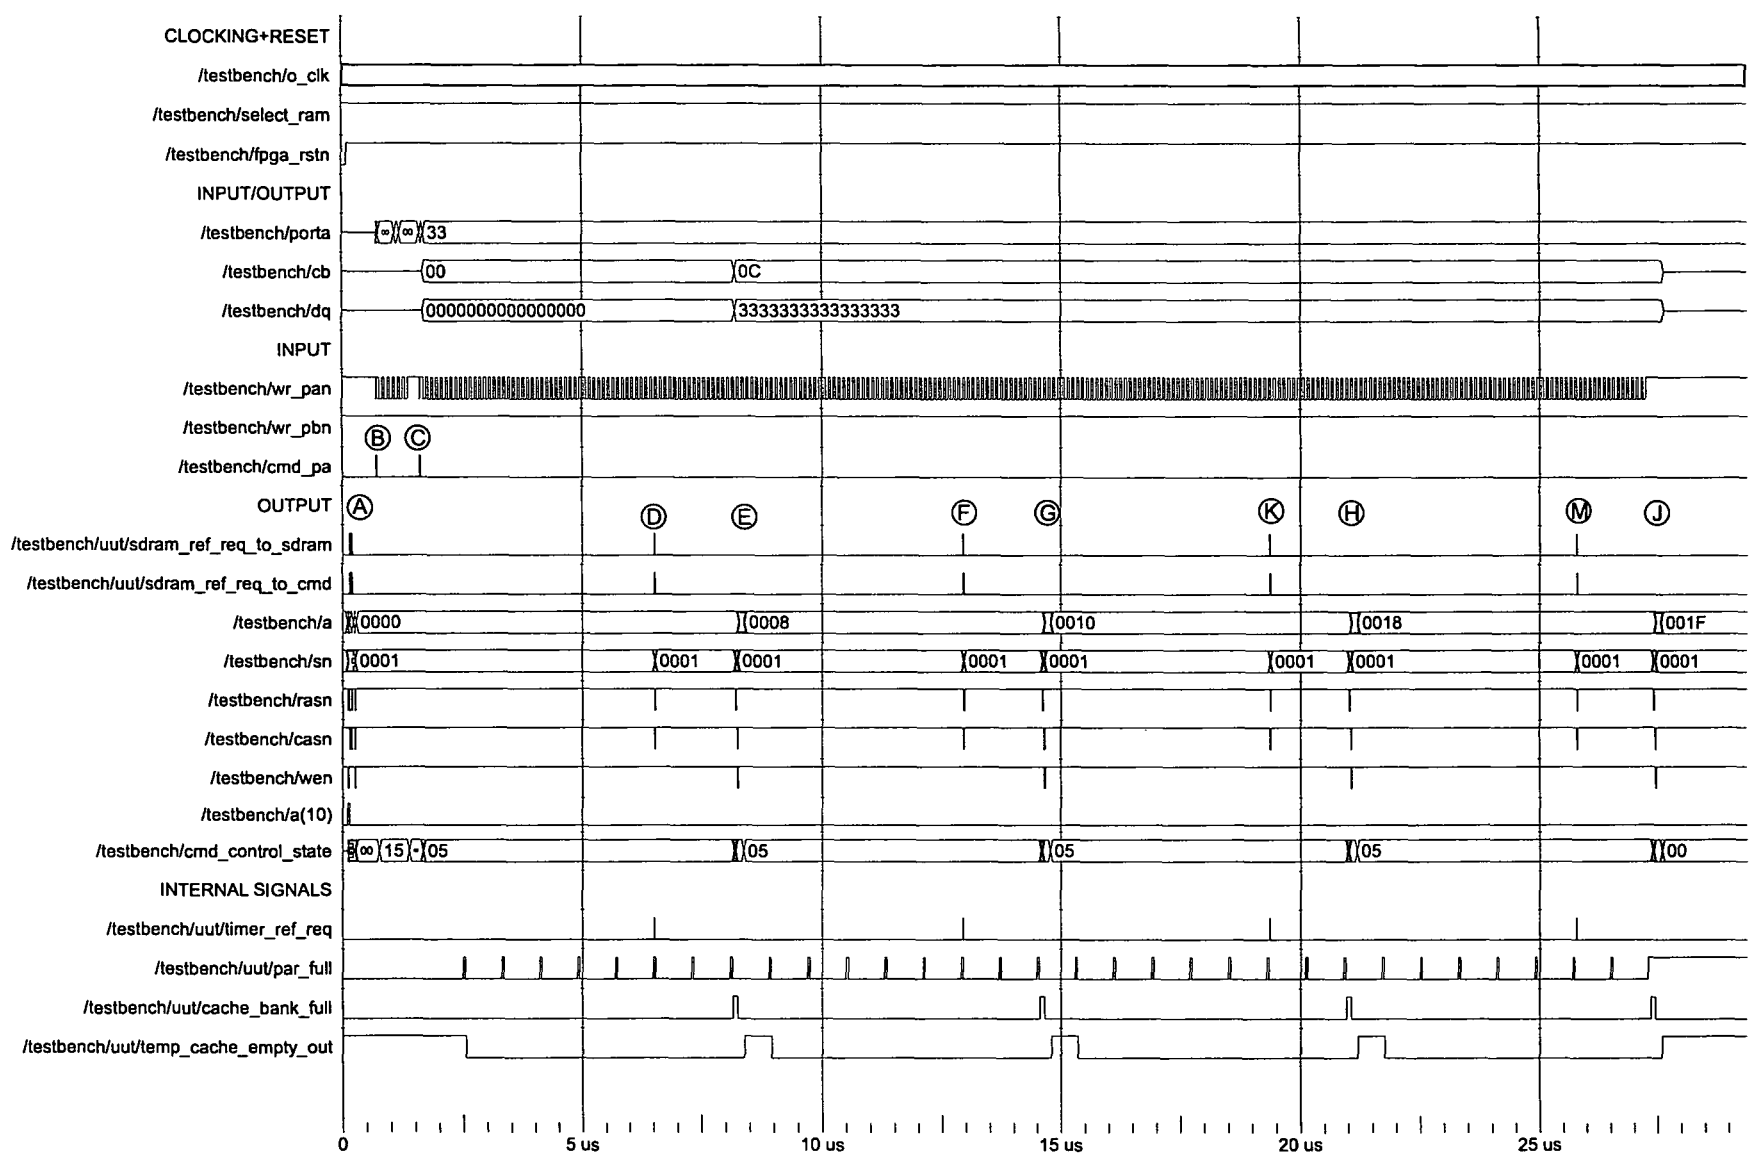 CLOCKING+RESET
/testbench/o_clk
/testbench/select_ram
/testbench/fpga_rstn
INPUT/OUTPUT
/testbench/porta ∞ ∞ 33
/testbench/cb 00 0C
/testbench/dq 0000000000000000 3333333333333333
INPUT
/testbench/wr_pan
/testbench/wr_pbn
B C
/testbench/cmd_pa
OUTPUT A D E F G K H M J
/testbench/uut/sdram_ref_req_to_sdram
/testbench/uut/sdram_ref_req_to_cmd
/testbench/a 0000 0008 0010 0018 001F
/testbench/sn 0001 0001 0001 0001 0001 0001 0001 0001 0001
/testbench/rasn
/testbench/casn
/testbench/wen
/testbench/a(10)
/testbench/cmd_control_state ∞ 15 - 05 05 05 05 00
INTERNAL SIGNALS
/testbench/uut/timer_ref_req
/testbench/uut/par_full
/testbench/uut/cache_bank_full
/testbench/uut/temp_cache_empty_out
0 5 us 10 us 15 us 20 us 25 us